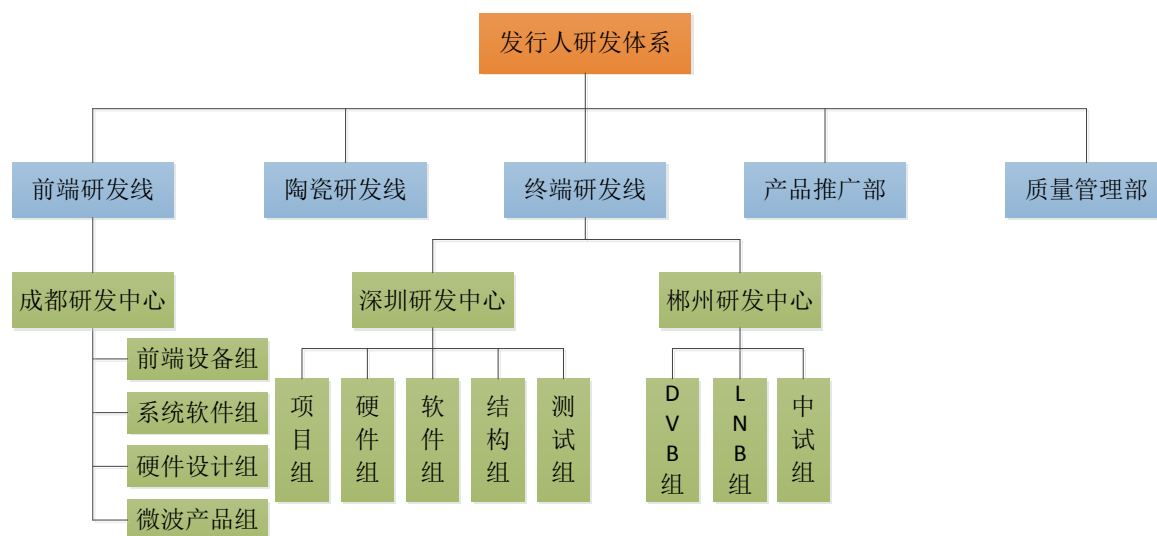 发行人研发体系
前端研发线
陶瓷研发线
终端研发线
产品推广部
质量管理部
成都研发中心
深圳研发中心
郴州研发中心
前端设备组
系统软件组
硬件设计组
微波产品组
项目组
硬件组
软件组
结构组
测试组
DVB组
LNB组
中试组